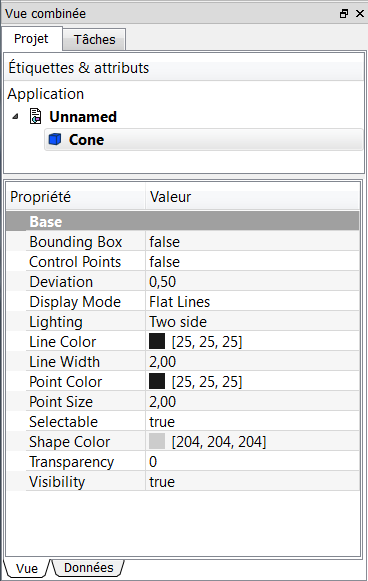 Vue combinée
Projet Tâches
Étiquettes & attributs
Application
Unnamed
Cone
Propriété Valeur
Base
Bounding Box false
Control Points false
Deviation 0,50
Display Mode Flat Lines
Lighting Two side
Line Color [25, 25, 25]
Line Width 2,00
Point Color [25, 25, 25]
Point Size 2,00
Selectable true
Shape Color [204, 204, 204]
Transparency 0
Visibility true
Vue Données